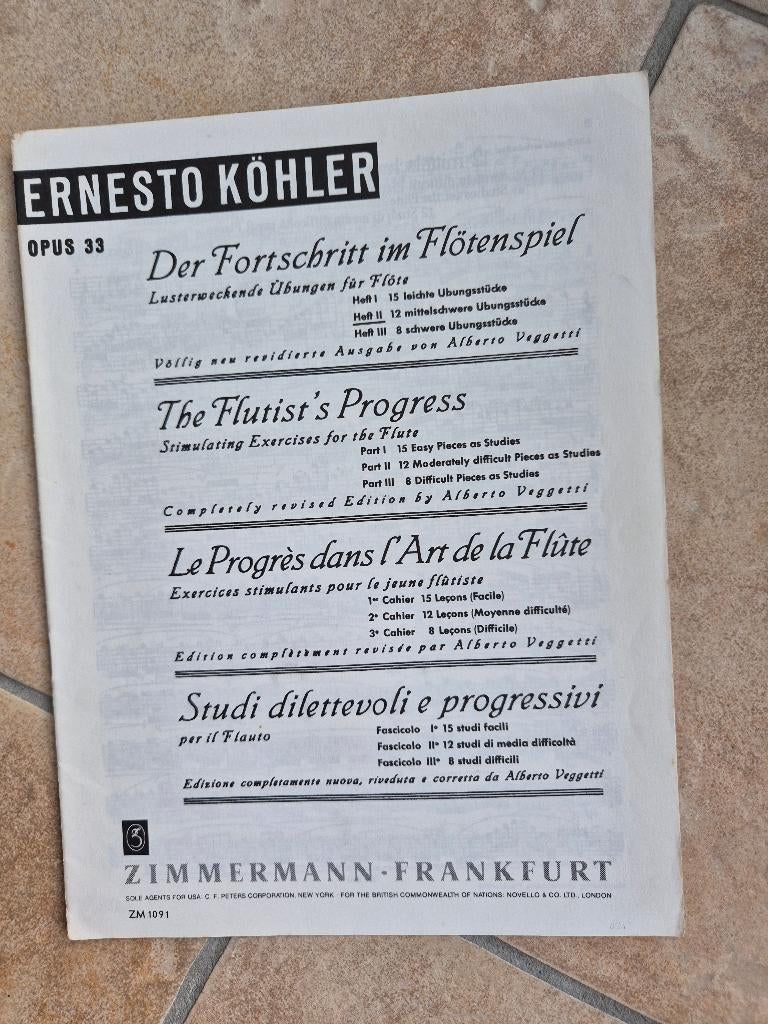 ERNESTO KÖHLER
OPUS 33
Der Fortschritt im Flötenspiel
Lusterweckende Übungen für Flöte
Heft I 15 leichte Übungsstücke
Heft II 12 mittelschwere Übungsstücke
Heft III 8 schwere Übungsstücke
Völlig neu revidierte Ausgabe von Alberto Veggetti
The Flutist's Progress
Stimulating Exercises for the Flute
Part I 15 Easy Pieces as Studies
Part II 12 Moderately difficult Pieces as Studies
Part III 8 Difficult Pieces as Studies
Completely revised Edition by Alberto Veggetti
Le Progrès dans l'Art de la Flûte
Exercices stimulants pour le jeune flûtiste
1er Cahier 15 Leçons (Facile)
2e Cahier 12 Leçons (Moyenne difficulté)
3e Cahier 8 Leçons (Difficile)
Edition complètement revisée par Alberto Veggetti
Studi dilettevoli e progressivi
per il Flauto
Fascicolo I° 15 studi facili
Fascicolo II° 12 studi di media difficoltà
Fascicolo III° 8 studi difficili
Edizione completamente nuova, riveduta e corretta da Alberto Veggetti
ZIMMERMANN · FRANKFURT
SOLE AGENTS FOR USA: C. F. PETERS CORPORATION, NEW YORK · FOR THE BRITISH COMMONWEALTH OF NATIONS: NOVELLO & CO. LTD., LONDON
ZM 1091